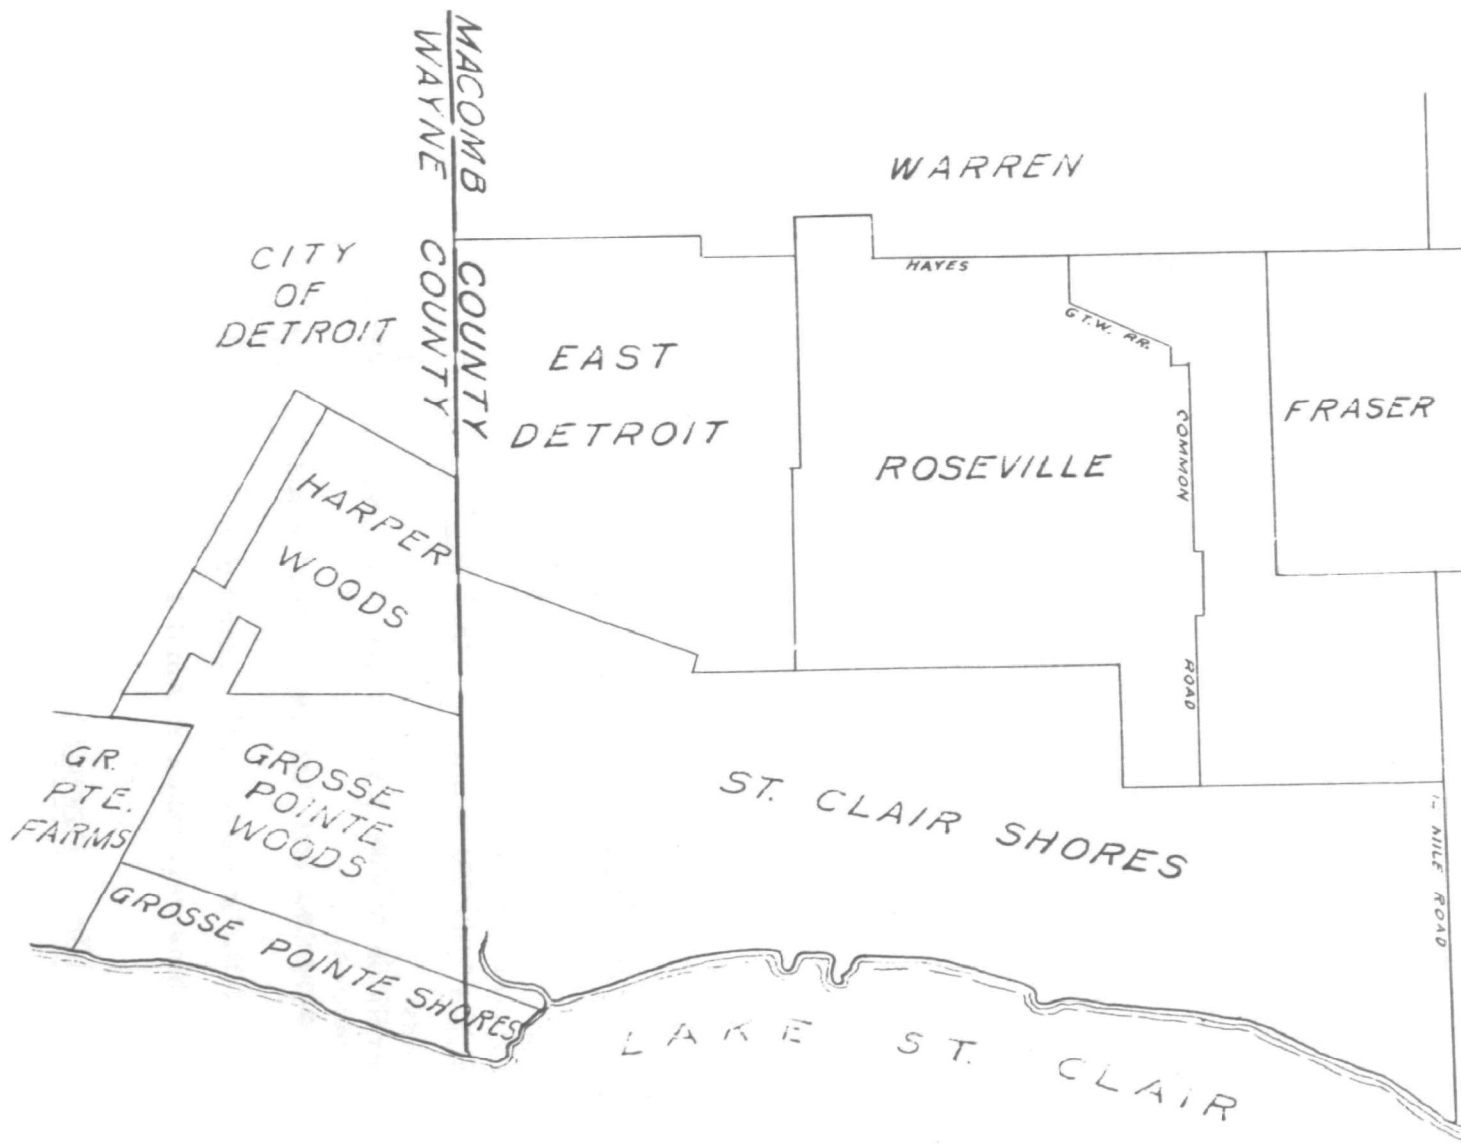 MACOMB COUNTY
WAYNE COUNTY
WARREN
CITY
OF
DETROIT
HAYES
G.T.W. RR.
EAST
DETROIT
ROSEVILLE
COMMON ROAD
FRASER
HARPER
WOODS
GR.
PTE.
FARMS
GROSSE
POINTE
WOODS
ST. CLAIR SHORES
MILE ROAD
GROSSE POINTE SHORES
LAKE ST. CLAIR